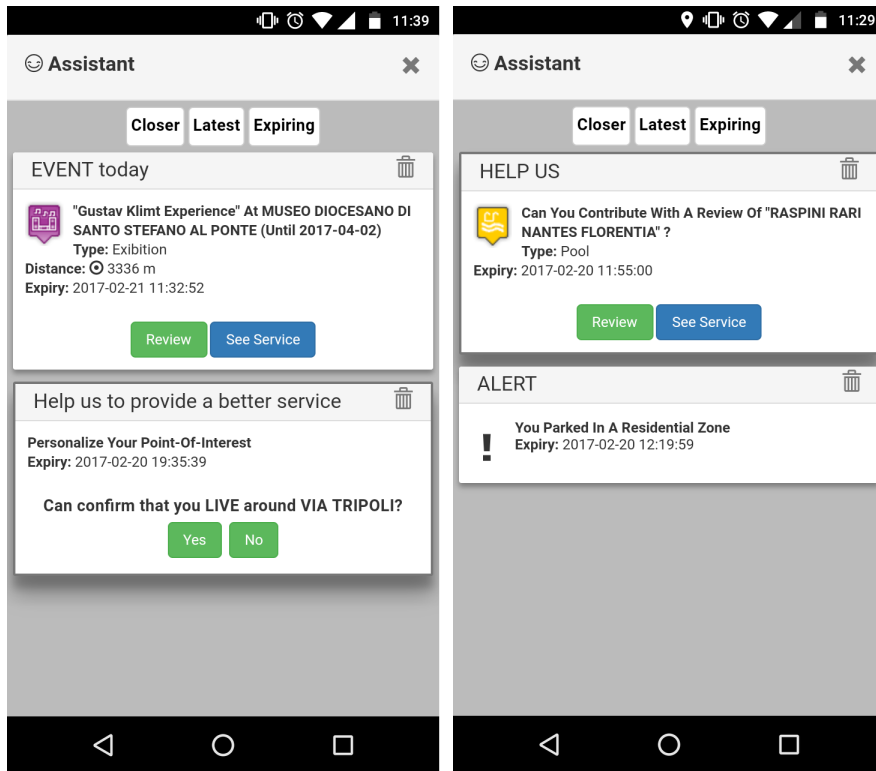 11:39
Assistant
Closer Latest Expiring
EVENT today
"Gustav Klimt Experience" At MUSEO DIOCESANO DI
SANTO STEFANO AL PONTE (Until 2017-04-02)
Type: Exibition
Distance: 3336 m
Expiry: 2017-02-21 11:32:52
Review See Service
Help us to provide a better service
Personalize Your Point-Of-Interest
Expiry: 2017-02-20 19:35:39
Can confirm that you LIVE around VIA TRIPOLI?
Yes No
11:29
Assistant
Closer Latest Expiring
HELP US
Can You Contribute With A Review Of "RASPINI RARI
NANTES FLORENTIA" ?
Type: Pool
Expiry: 2017-02-20 11:55:00
Review See Service
ALERT
! You Parked In A Residential Zone
Expiry: 2017-02-20 12:19:59